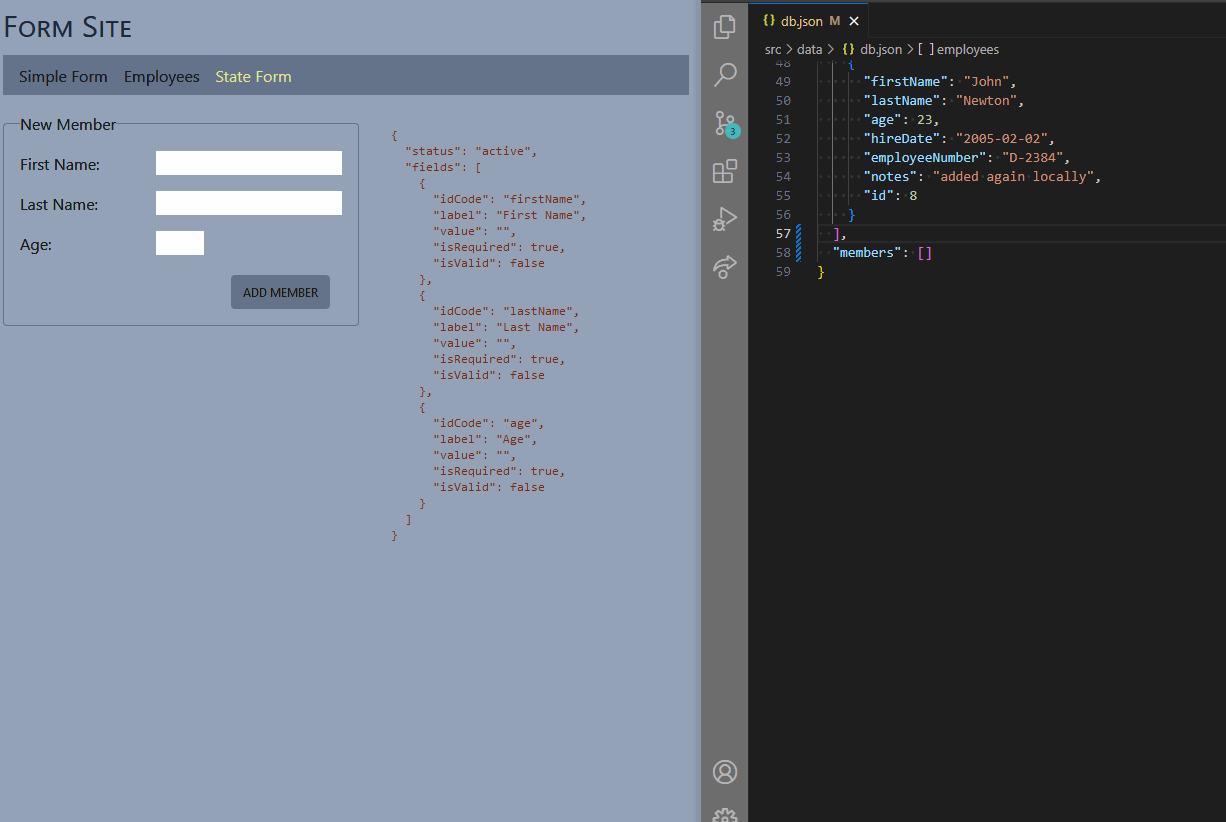 Form Site
Simple Form Employees State Form
New Member
First Name:
Last Name:
Age:
ADD MEMBER
{
"status": "active",
"fields": [
{
"idCode": "firstName",
"label": "First Name",
"value": "",
"isRequired": true,
"isValid": false
},
{
"idCode": "lastName",
"label": "Last Name",
"value": "",
"isRequired": true,
"isValid": false
},
{
"idCode": "age",
"label": "Age",
"value": "",
"isRequired": true,
"isValid": false
}
]
}
3
{} db.json M ✕
src > data > {} db.json > [ ] employees
48 {
49 "firstName": "John",
50 "lastName": "Newton",
51 "age": 23,
52 "hireDate": "2005-02-02",
53 "employeeNumber": "D-2384",
54 "notes": "added again locally",
55 "id": 8
56 }
57 ],
58 "members": []
59 }